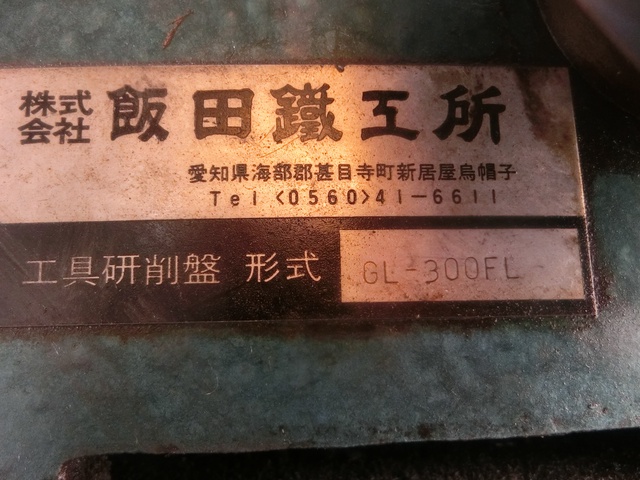 株式会社 飯田鐵工所
愛知県海部郡甚目寺町新居屋烏帽子
Tel <0560>41-6611
工具研削盤 形式 GL-300FL